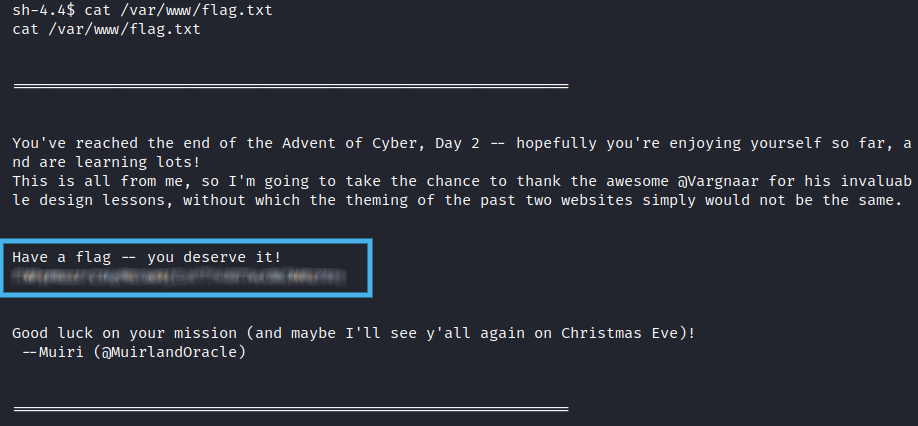 sh-4.4$ cat /var/www/flag.txt
cat /var/www/flag.txt
You've reached the end of the Advent of Cyber, Day 2 -- hopefully you're enjoying yourself so far, a
nd are learning lots!
This is all from me, so I'm going to take the chance to thank the awesome @Vargnaar for his invaluab
le design lessons, without which the theming of the past two websites simply would not be the same.
Have a flag -- you deserve it!
Good luck on your mission (and maybe I'll see y'all again on Christmas Eve)!
--Muiri (@MuirlandOracle)